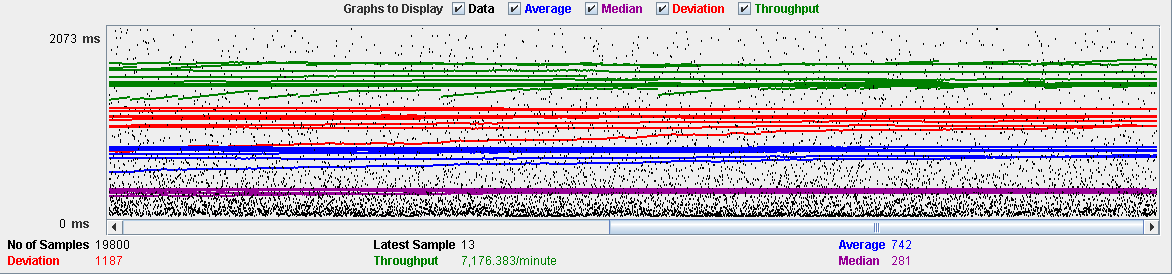 Graphs to Display Data Average Median Deviation Throughput
2073 ms
0 ms
No of Samples 19800 Latest Sample 13 Average 742
Deviation 1187 Throughput 7,176.383/minute Median 281